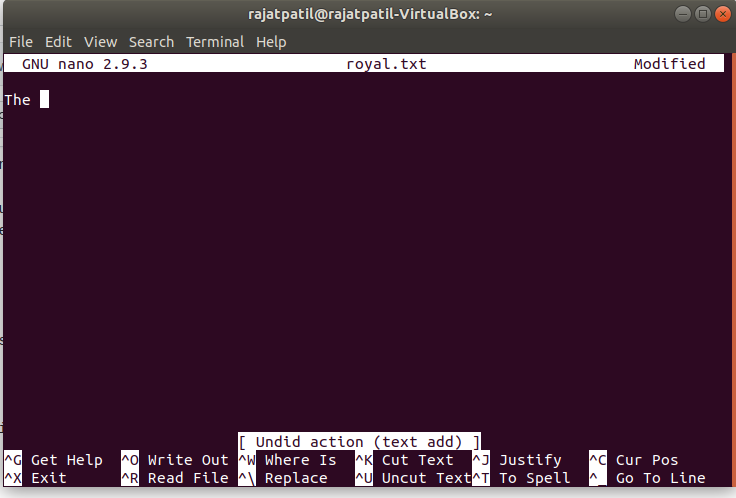 rajatpatil@rajatpatil-VirtualBox: ~
File Edit View Search Terminal Help
GNU nano 2.9.3 royal.txt Modified
The
[ Undid action (text add) ]
^G Get Help ^O Write Out ^W Where Is ^K Cut Text ^J Justify ^C Cur Pos
^X Exit ^R Read File ^\ Replace ^U Uncut Text ^T To Spell ^_ Go To Line